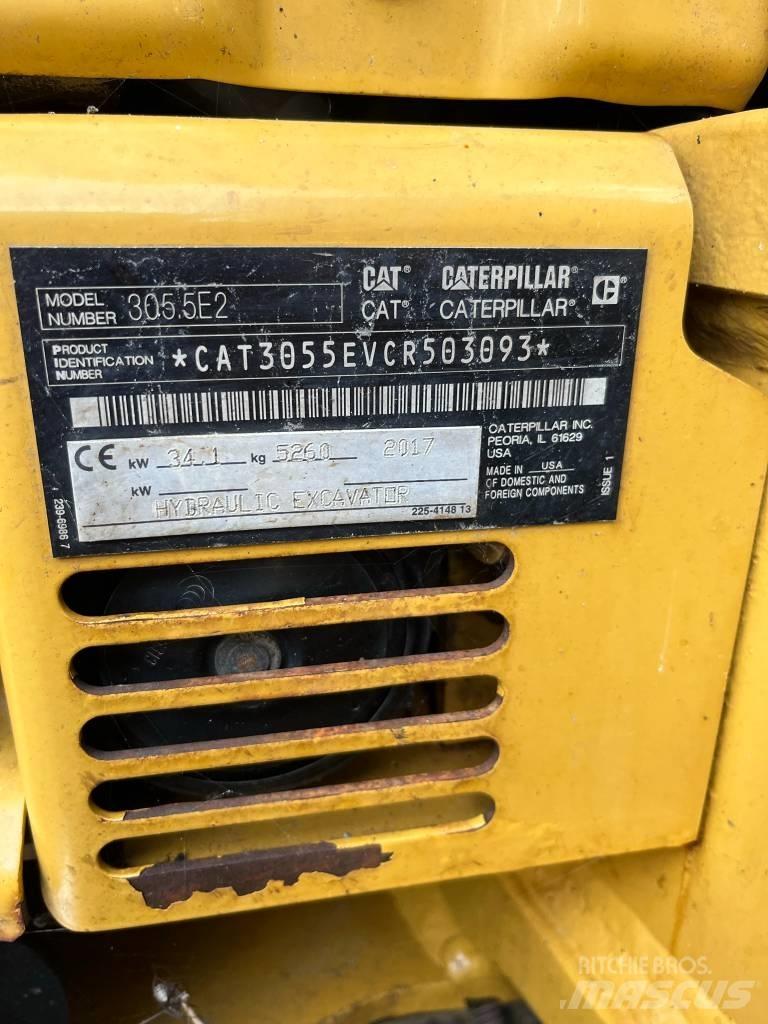 CAT® CATERPILLAR®
MODEL NUMBER 305.5E2
CAT® CATERPILLAR®
PRODUCT IDENTIFICATION NUMBER *CAT3055EVCR503093*
CE kW 34.1 kg 5260 2017
kW
HYDRAULIC EXCAVATOR
225-4148 13
CATERPILLAR INC.
PEORIA, IL 61629
USA
MADE IN USA
OF DOMESTIC AND
FOREIGN COMPONENTS
ISSUE 1
4 239-6986 7
RITCHIE BROS.
MASCUS